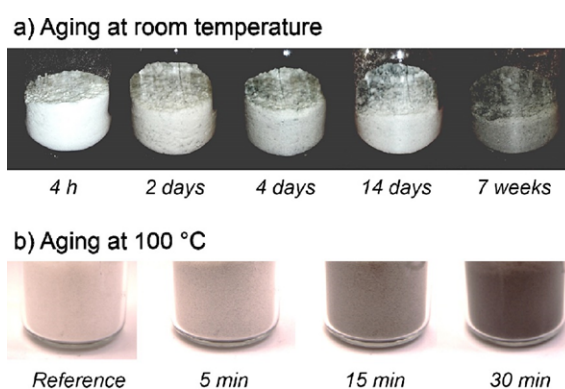 a) Aging at room temperature
4 h 2 days 4 days 14 days 7 weeks
b) Aging at 100 °C
Reference 5 min 15 min 30 min